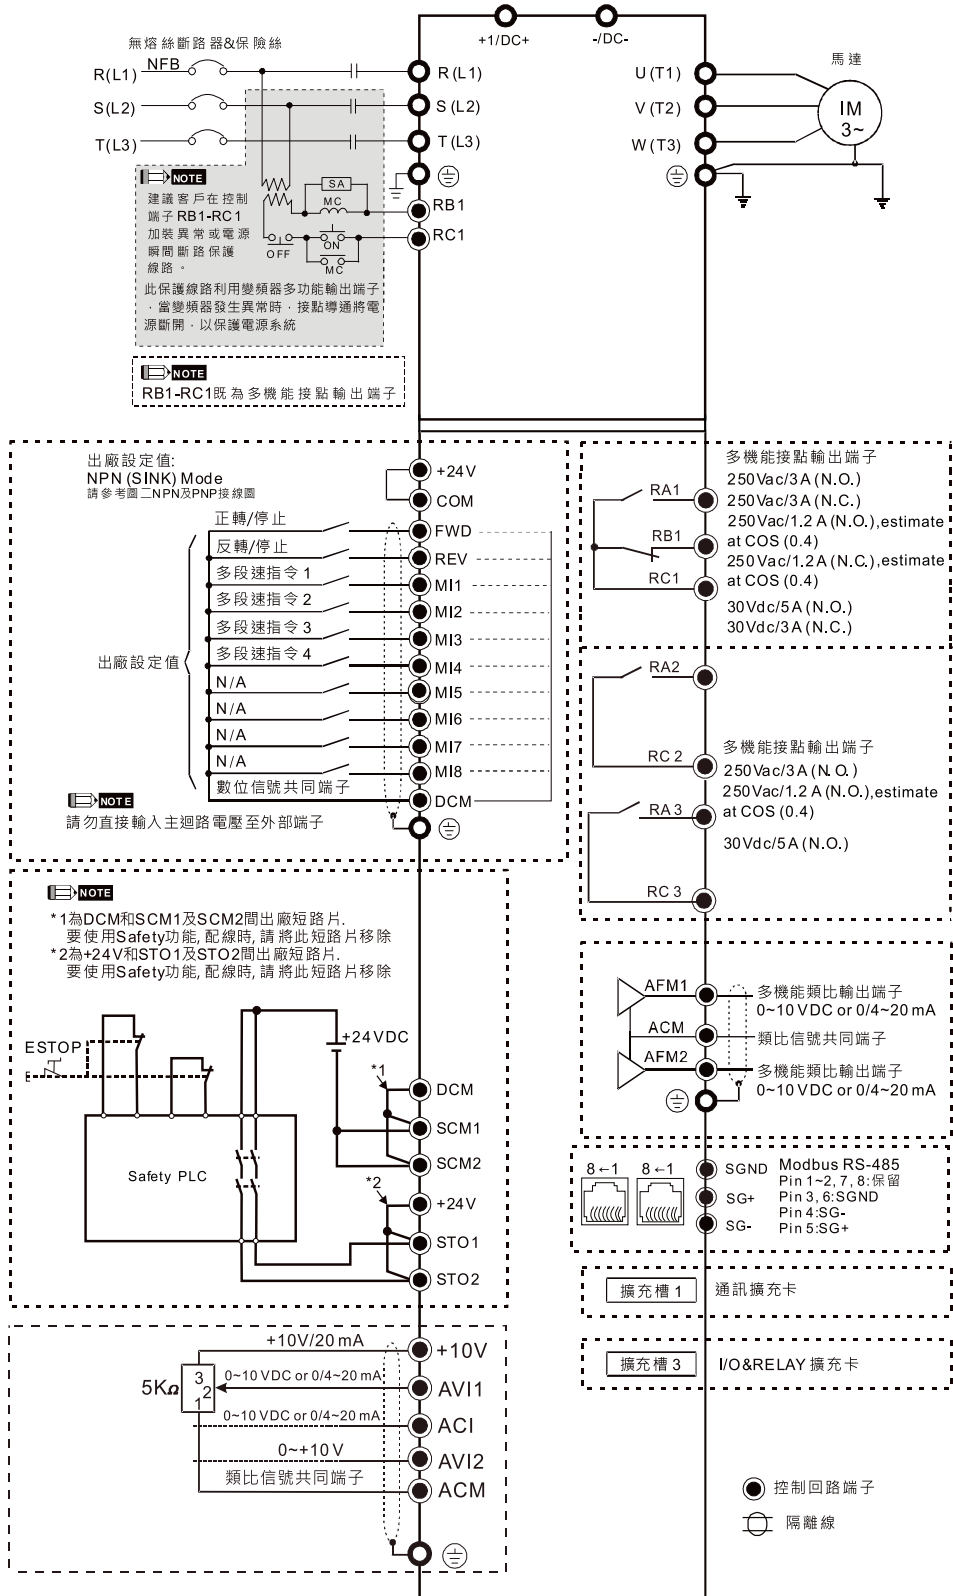 +1/DC+
-/DC-
無熔絲斷路器&保險絲
NFB
R(L1)
S(L2)
T(L3)
R(L1)
S(L2)
T(L3)
RB1
RC1
U(T1)
V(T2)
W(T3)
馬達
IM
3~
NOTE
建議客戶在控制
端子RB1-RC1
加裝異常或電源
瞬間斷路保護
線路。
此保護線路利用變頻器多功能輸出端子
,當變頻器發生異常時,接點導通將電
源斷開,以保護電源系統
SA
MC
OFF
ON
MC
NOTE
RB1-RC1既為多機能接點輸出端子
出廠設定值:
NPN (SINK) Mode
請參考圖二NPN及PNP接線圖
+24V
COM
正轉/停止
FWD
反轉/停止
REV
多段速指令1
MI1
多段速指令2
MI2
多段速指令3
MI3
多段速指令4
MI4
N/A
MI5
N/A
MI6
N/A
MI7
N/A
MI8
數位信號共同端子
DCM
出廠設定值
NOTE
請勿直接輸入主迴路電壓至外部端子
NOTE
*1為DCM和SCM1及SCM2間出廠短路片.
要使用Safety功能,配線時,請將此短路片移除
*2為+24V和STO1及STO2間出廠短路片.
要使用Safety功能,配線時,請將此短路片移除
ESTOP
Safety PLC
+24VDC
*1
DCM
SCM1
SCM2
*2
+24V
STO1
STO2
+10V/20mA
+10V
5KΩ
3
2
1
0~10 VDC or 0/4~20 mA
AVI1
0~10 VDC or 0/4~20 mA
ACI
0~+10V
AVI2
類比信號共同端子
ACM
RA1
RB1
RC1
多機能接點輸出端子
250Vac/3A(N.O.)
250Vac/3A(N.C.)
250Vac/1.2A(N.O.),estimate
at COS (0.4)
250Vac/1.2A(N.C.),estimate
at COS (0.4)
30Vdc/5A(N.O.)
30Vdc/3A(N.C.)
RA2
RC2
RA3
RC3
多機能接點輸出端子
250Vac/3A(N.O.)
250Vac/1.2A(N.O.),estimate
at COS (0.4)
30Vdc/5A(N.O.)
AFM1
多機能類比輸出端子
0~10 VDC or 0/4~20 mA
ACM
類比信號共同端子
AFM2
多機能類比輸出端子
0~10 VDC or 0/4~20 mA
8←1
8←1
SGND
SG+
SG-
Modbus RS-485
Pin 1~2, 7, 8:保留
Pin 3, 6:SGND
Pin 4:SG-
Pin 5:SG+
擴充槽1
通訊擴充卡
擴充槽3
I/O&RELAY擴充卡
控制回路端子
隔離線